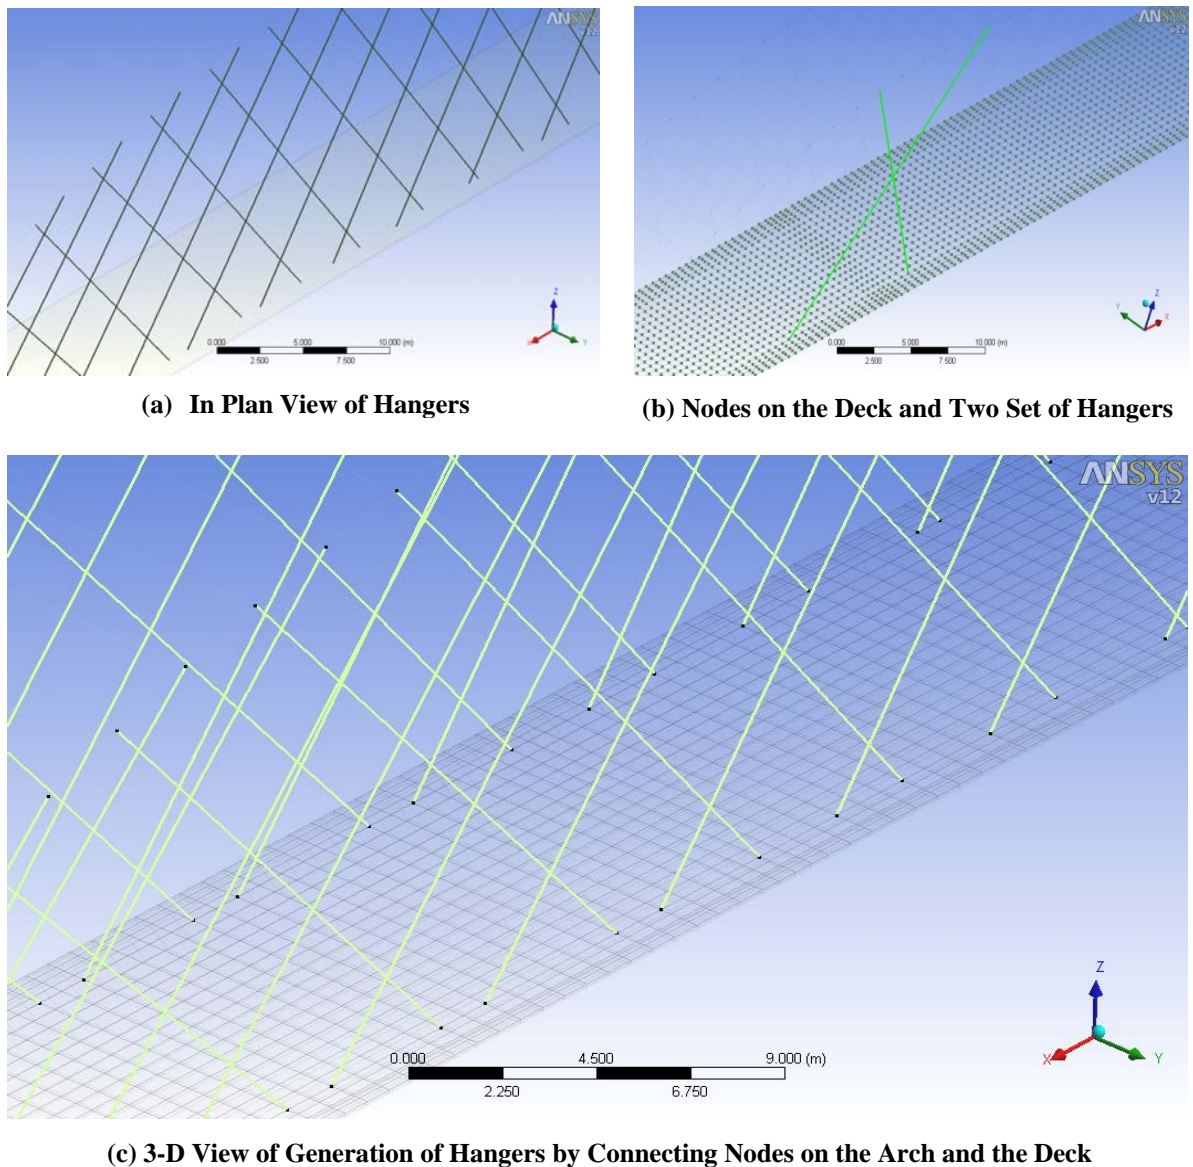 ANSYS
v12
Z
X
Y
0.000 5.000 10.000 (m)
2.500 7.500
(a) In Plan View of Hangers
ANSYS
v12
Z
Y
X
0.000 5.000 10.000 (m)
2.500 7.500
(b) Nodes on the Deck and Two Set of Hangers
ANSYS
v12
Z
X
Y
0.000 4.500 9.000 (m)
2.250 6.750
(c) 3-D View of Generation of Hangers by Connecting Nodes on the Arch and the Deck